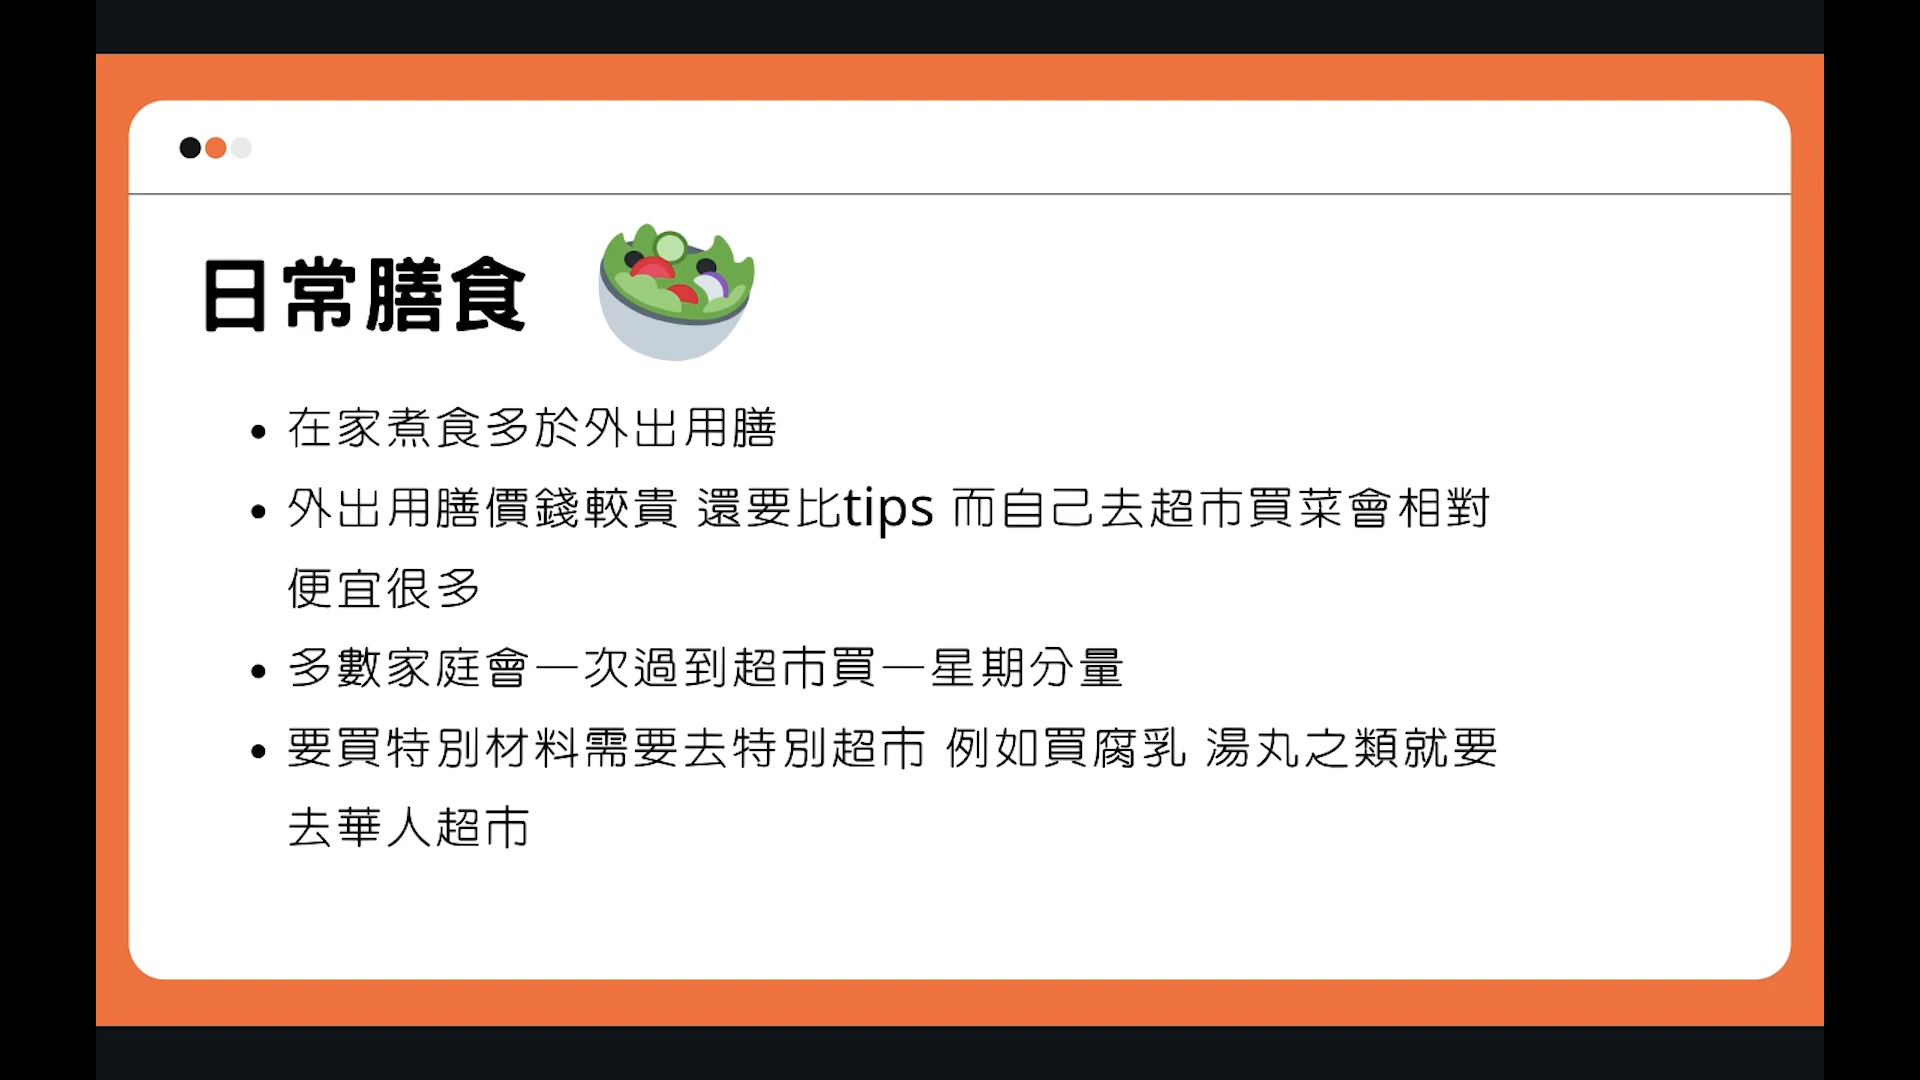 日常膳食
在家煮食多於外出用膳
外出用膳價錢較貴 還要比tips 而自己去超市買菜會相對
便宜很多
多數家庭會一次過到超市買一星期分量
要買特別材料需要去特別超市 例如買腐乳 湯丸之類就要
去華人超市